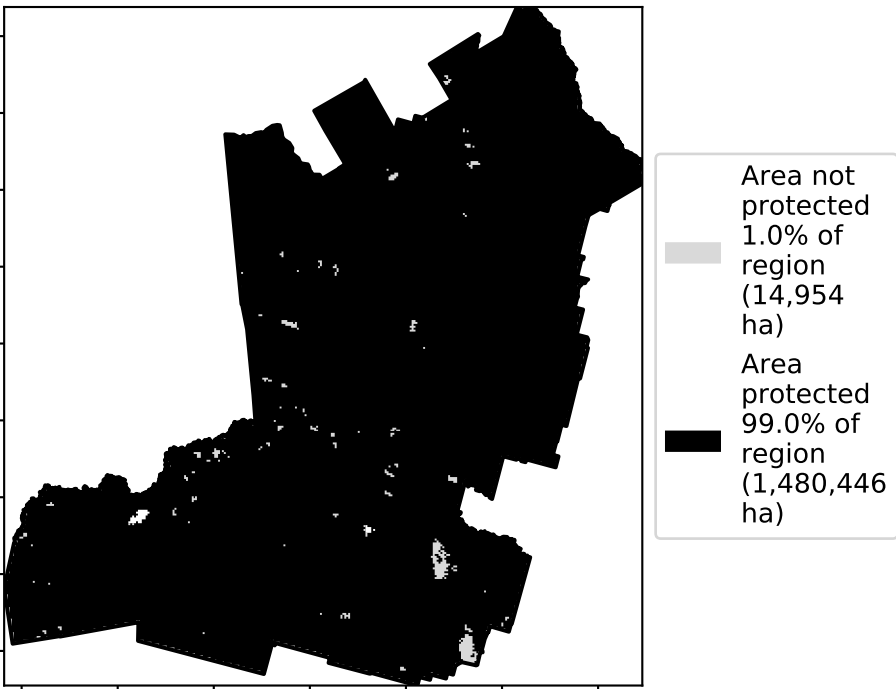 Area not
protected
1.0% of
region
(14,954
ha)
Area
protected
99.0% of
region
(1,480,446
ha)